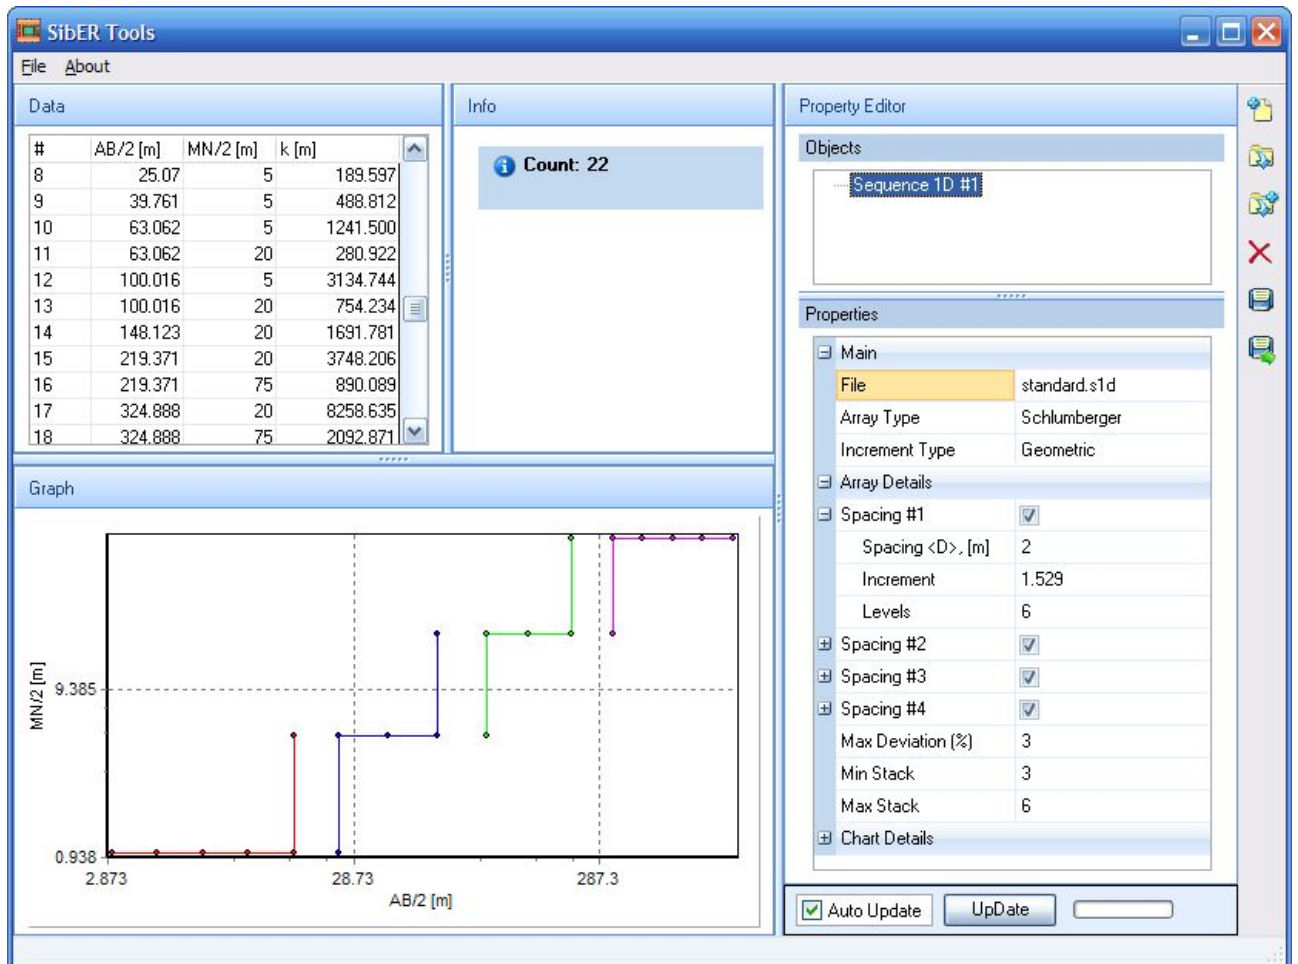 SibER Tools
File About
Data
# AB/2 [m] MN/2 [m] k [m]
8 25.07 5 189.597
9 39.761 5 488.812
10 63.062 5 1241.500
11 63.062 20 280.922
12 100.016 5 3134.744
13 100.016 20 754.234
14 148.123 20 1691.781
15 219.371 20 3748.206
16 219.371 75 890.089
17 324.888 20 8258.635
18 324.888 75 2092.871
Info
Count: 22
Property Editor
Objects
Sequence 1D #1
Properties
Main
File standard.s1d
Array Type Schlumberger
Increment Type Geometric
Array Details
Spacing #1
Spacing <D>, [m] 2
Increment 1.529
Levels 6
Spacing #2
Spacing #3
Spacing #4
Max Deviation (%) 3
Min Stack 3
Max Stack 6
Chart Details
Auto Update UpDate
Graph
MN/2 [m]
9.385
0.938
2.873 28.73 287.3
AB/2 [m]